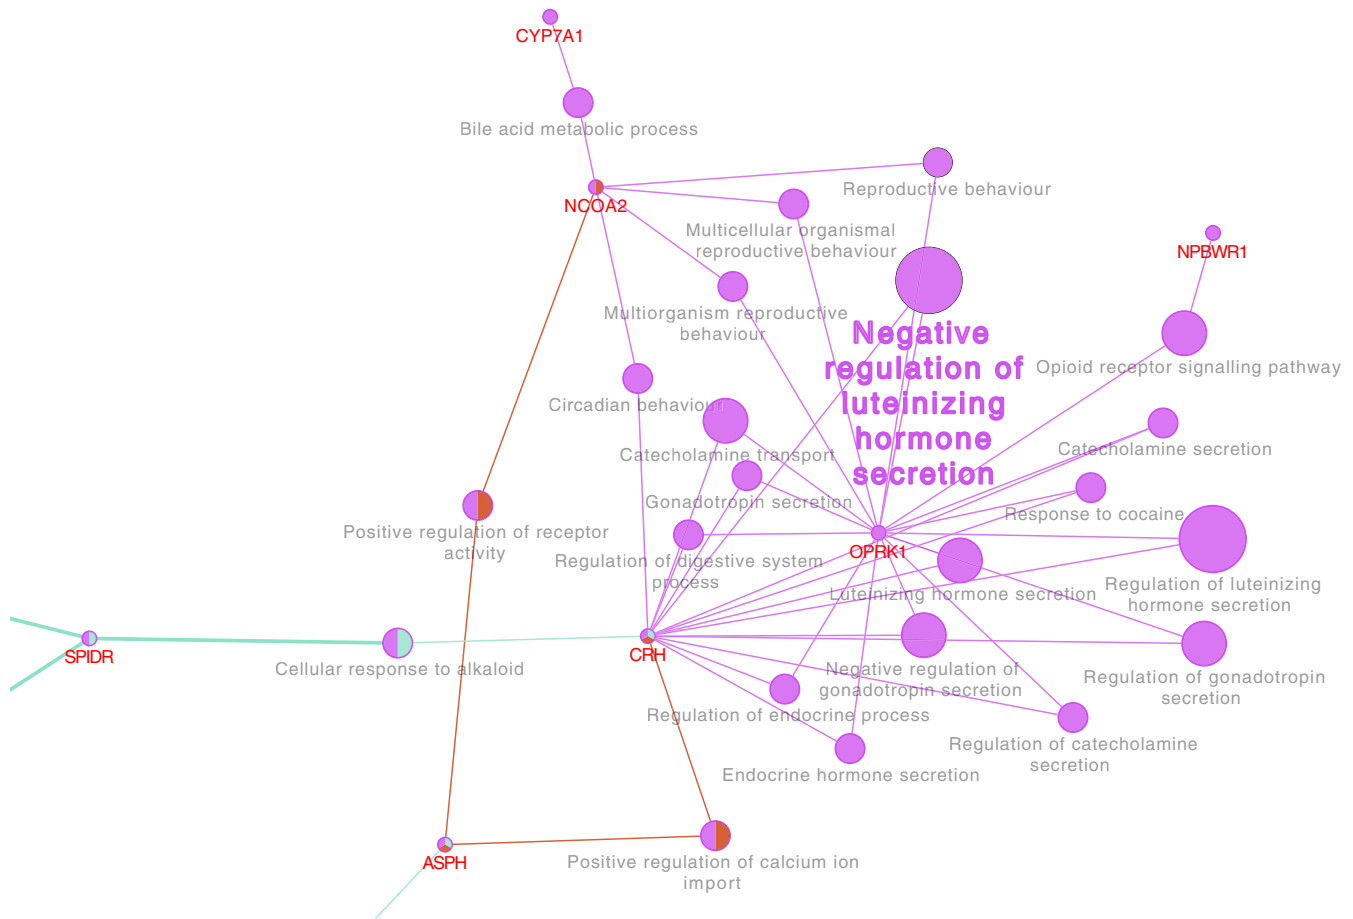 CYP7A1
Bile acid metabolic process
NCOA2
Reproductive behaviour
Multicellular organismal
reproductive behaviour
NPBWR1
Multiorganism reproductive
behaviour
Negative
regulation of
luteinizing
hormone
secretion
Opioid receptor signalling pathway
Circadian behaviour
Catecholamine transport
Catecholamine secretion
Gonadotropin secretion
Response to cocaine
Positive regulation of receptor
activity
Regulation of digestive system
process
OPRK1
Luteinizing hormone secretion
Regulation of luteinizing
hormone secretion
SPIDR
Cellular response to alkaloid
CRH
Negative regulation of
gonadotropin secretion
Regulation of gonadotropin
secretion
Regulation of endocrine process
Regulation of catecholamine
secretion
Endocrine hormone secretion
ASPH
Positive regulation of calcium ion
import